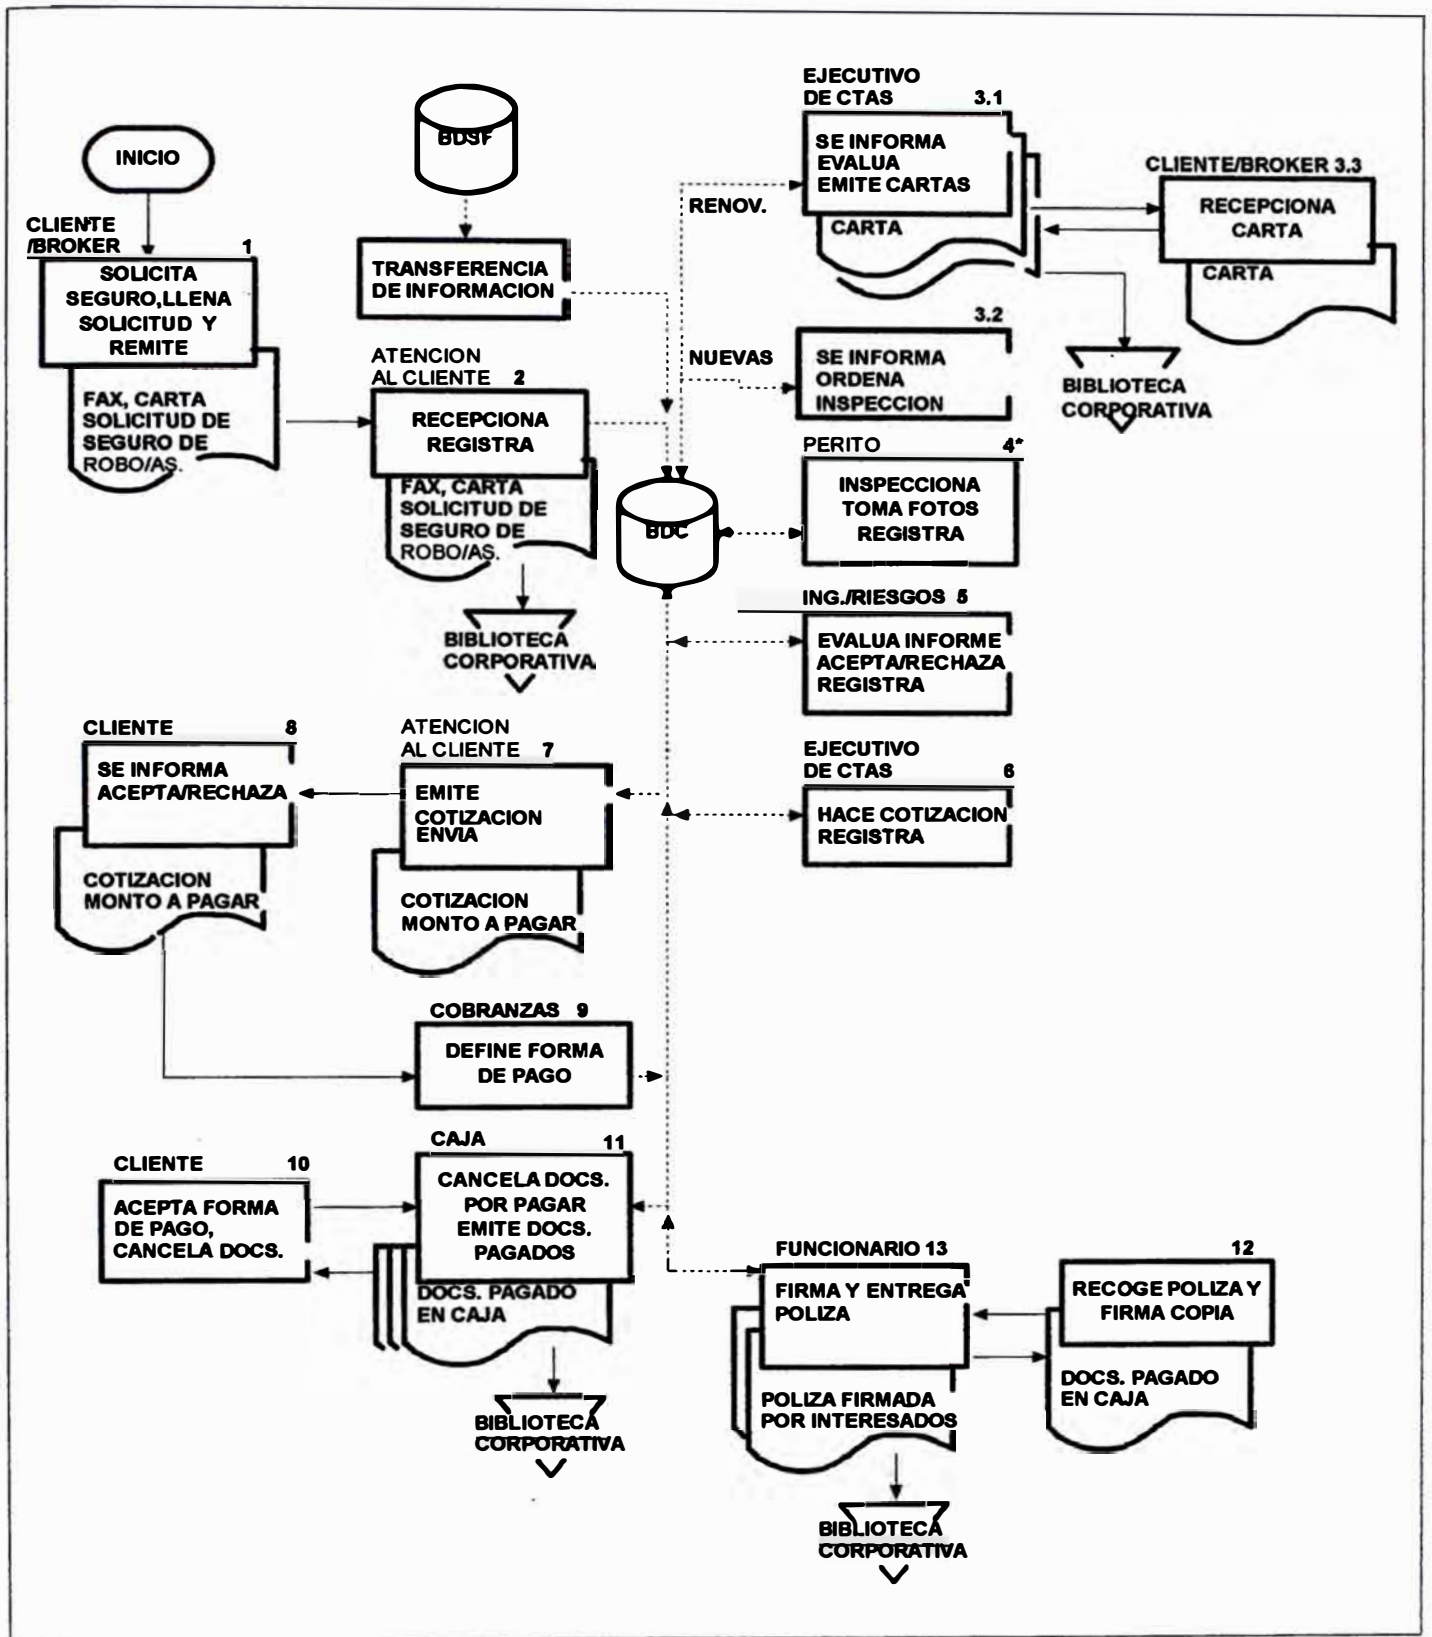 INICIO
CLIENTE
/BROKER 1
SOLICITA
SEGURO,LLENA
SOLICITUD Y
REMITE
FAX, CARTA
SOLICITUD DE
SEGURO DE
ROBO/AS.
BDSF
TRANSFERENCIA
DE INFORMACION
ATENCION
AL CLIENTE 2
RECEPCIONA
REGISTRA
FAX, CARTA
SOLICITUD DE
SEGURO DE
ROBO/AS.
BIBLIOTECA
CORPORATIVA
RENOV.
NUEVAS
BDC
EJECUTIVO
DE CTAS 3.1
SE INFORMA
EVALUA
EMITE CARTAS
CARTA
CLIENTE/BROKER 3.3
RECEPCIONA
CARTA
CARTA
BIBLIOTECA
CORPORATIVA
3.2
SE INFORMA
ORDENA
INSPECCION
PERITO 4*
INSPECCIONA
TOMA FOTOS
REGISTRA
ING./RIESGOS 5
EVALUA INFORME
ACEPTA/RECHAZA
REGISTRA
EJECUTIVO
DE CTAS 6
HACE COTIZACION
REGISTRA
ATENCION
AL CLIENTE 7
EMITE
COTIZACION
ENVIA
COTIZACION
MONTO A PAGAR
CLIENTE 8
SE INFORMA
ACEPTA/RECHAZA
COTIZACION
MONTO A PAGAR
COBRANZAS 9
DEFINE FORMA
DE PAGO
CLIENTE 10
ACEPTA FORMA
DE PAGO,
CANCELA DOCS.
CAJA 11
CANCELA DOCS.
POR PAGAR
EMITE DOCS.
PAGADOS
DOCS. PAGADO
EN CAJA
BIBLIOTECA
CORPORATIVA
FUNCIONARIO 13
FIRMA Y ENTREGA
POLIZA
POLIZA FIRMADA
POR INTERESADOS
BIBLIOTECA
CORPORATIVA
12
RECOGE POLIZA Y
FIRMA COPIA
DOCS. PAGADO
EN CAJA